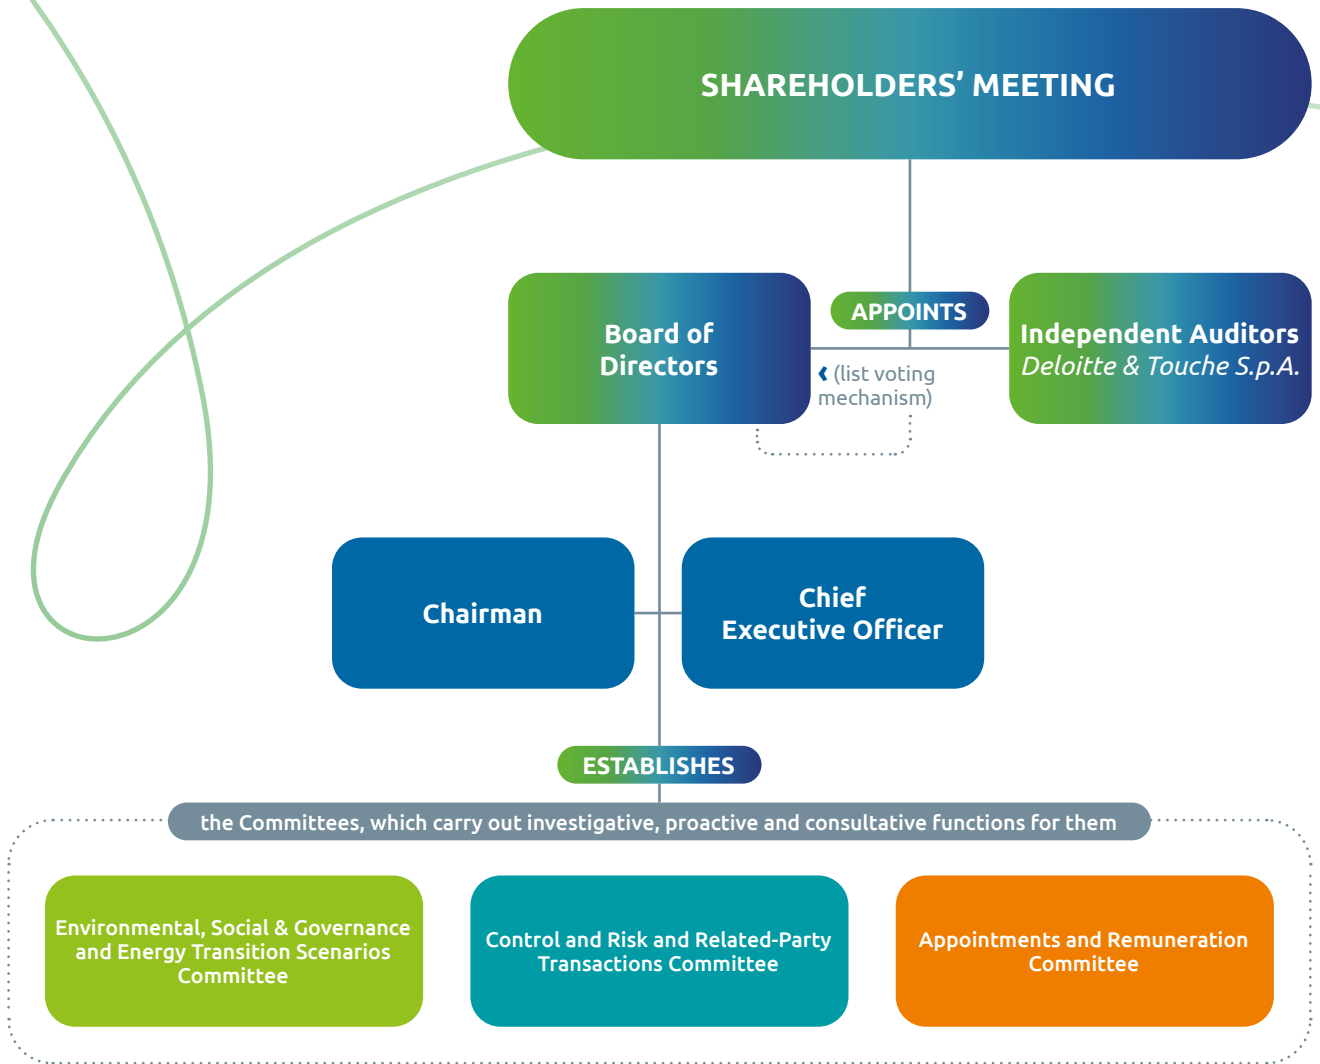 SHAREHOLDERS’ MEETING
APPOINTS
Board of
Directors
Independent Auditors
Deloitte & Touche S.p.A.
‹ (list voting
mechanism)
Chairman
Chief
Executive Officer
ESTABLISHES
the Committees, which carry out investigative, proactive and consultative functions for them
Environmental, Social & Governance
and Energy Transition Scenarios
Committee
Control and Risk and Related-Party
Transactions Committee
Appointments and Remuneration
Committee